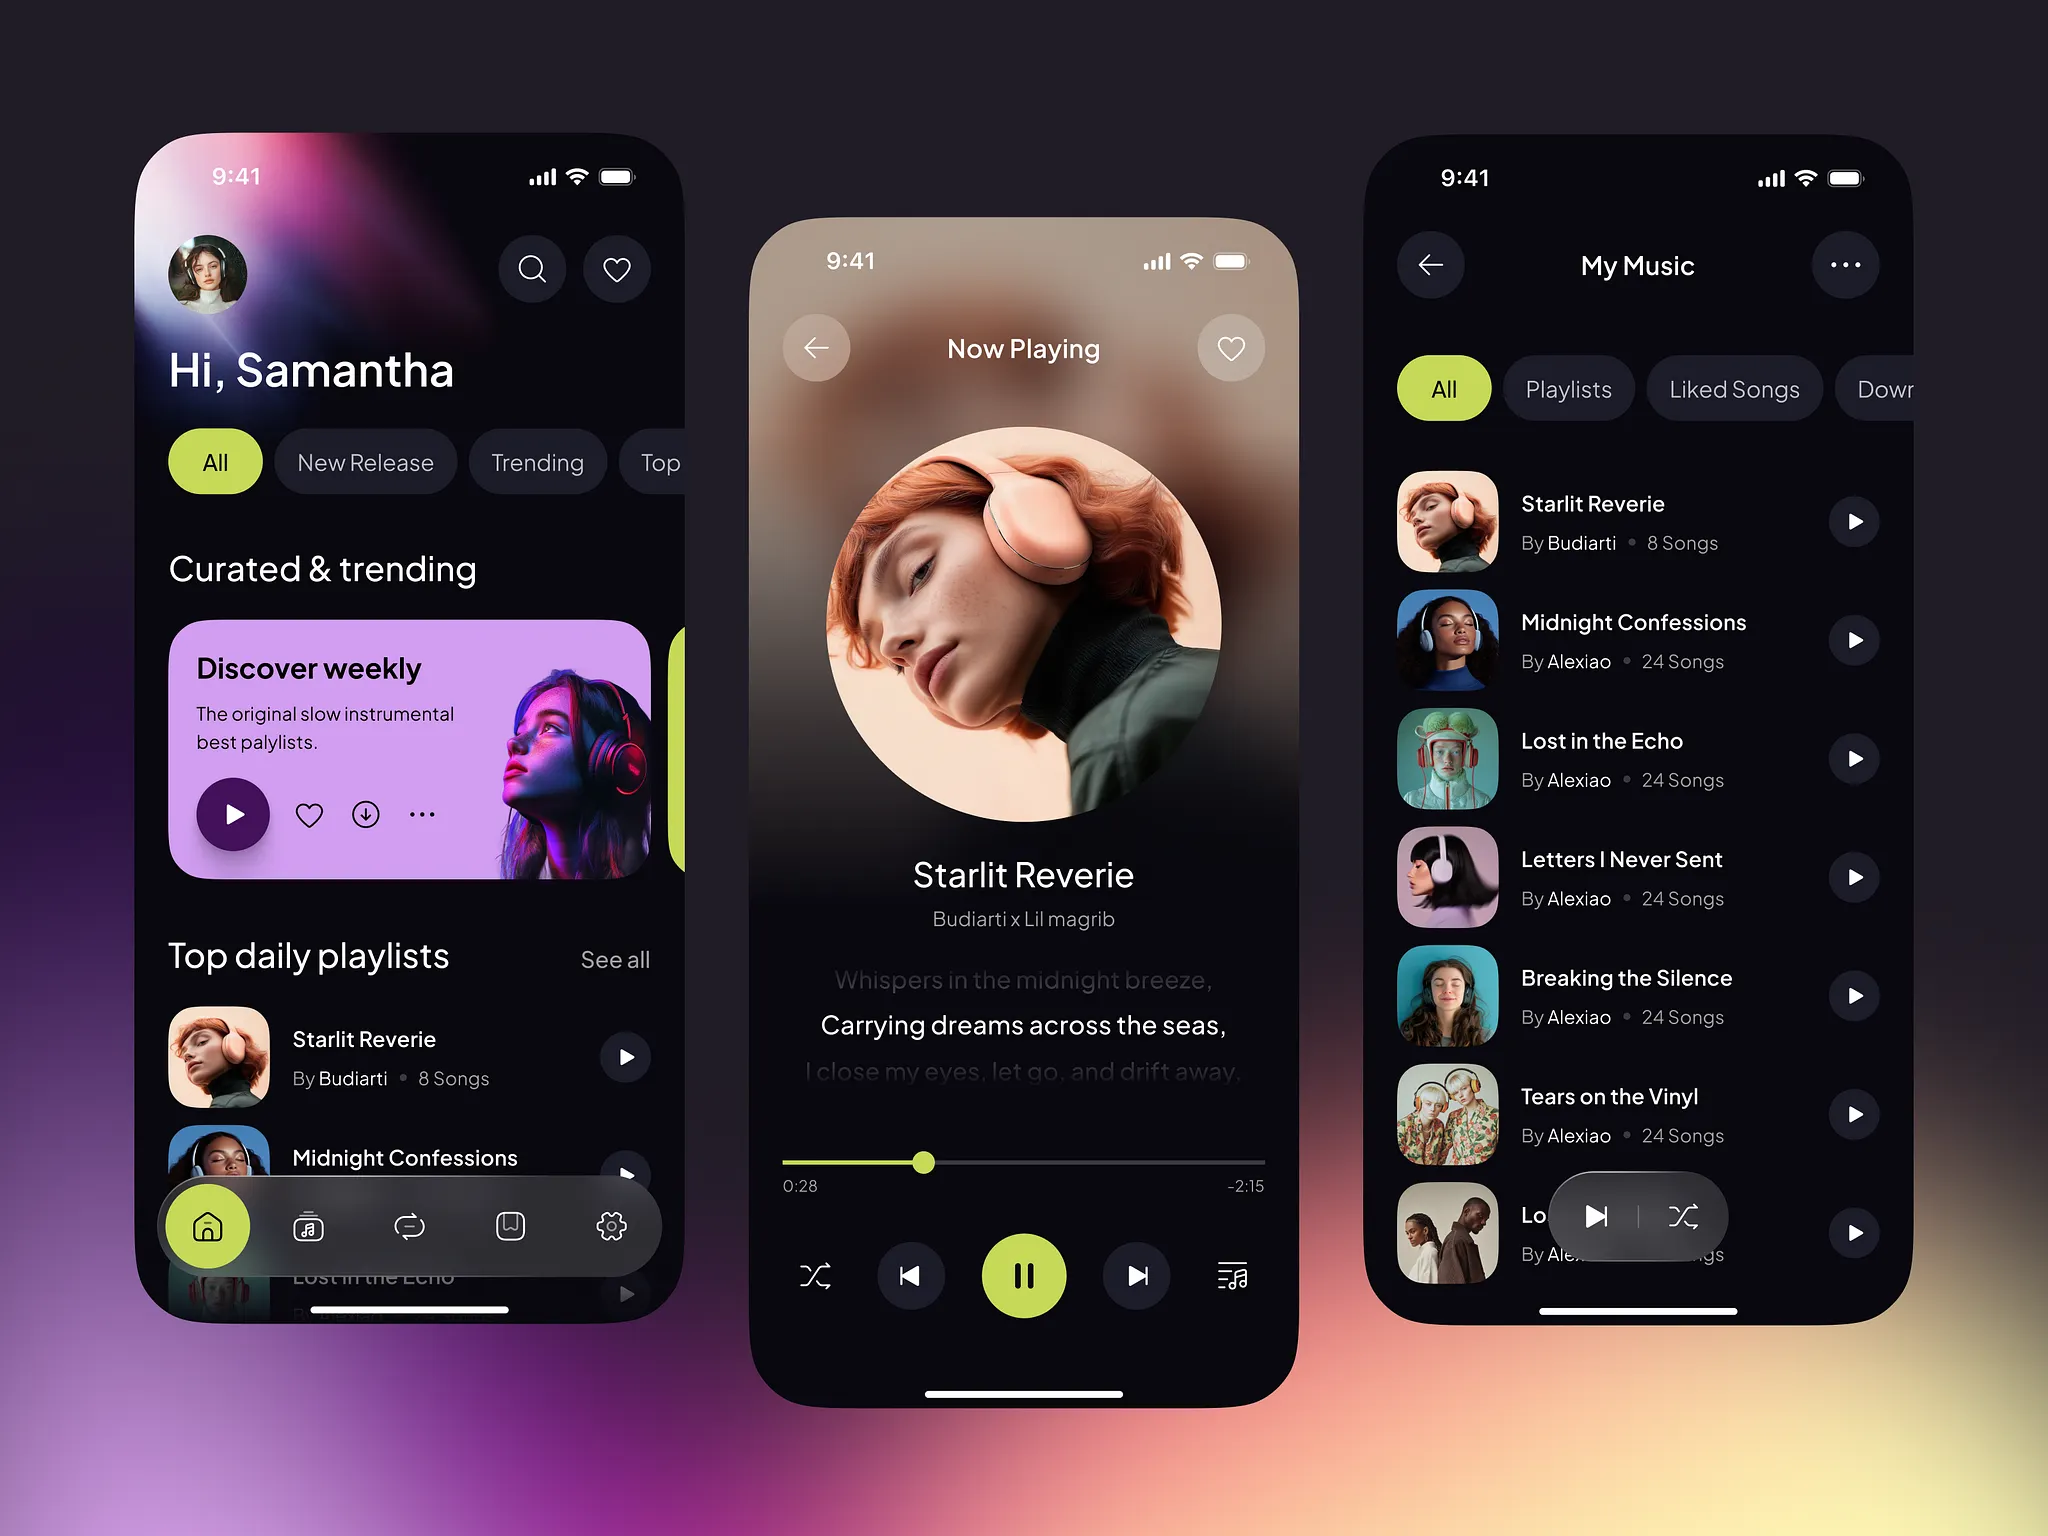 9:41
Hi, Samantha
All
New Release
Trending
Top
Curated & trending
Discover weekly
The original slow instrumental
best palylists.
Top daily playlists
See all
Starlit Reverie
By Budiarti • 8 Songs
Midnight Confessions
Lost in the Echo
9:41
Now Playing
Starlit Reverie
Budiarti x Lil magrib
Whispers in the midnight breeze,
Carrying dreams across the seas,
I close my eyes, let go, and drift away.
0:28
-2:15
9:41
My Music
All
Playlists
Liked Songs
Down
Starlit Reverie
By Budiarti • 8 Songs
Midnight Confessions
By Alexiao • 24 Songs
Lost in the Echo
By Alexiao • 24 Songs
Letters I Never Sent
By Alexiao • 24 Songs
Breaking the Silence
By Alexiao • 24 Songs
Tears on the Vinyl
By Alexiao • 24 Songs
Lo
By Ale gs